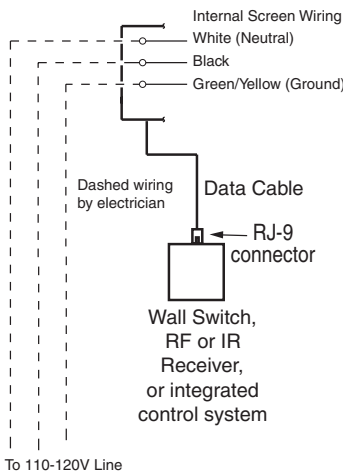 Internal Screen Wiring
White (Neutral)
Black
Green/Yellow (Ground)
Dashed wiring
by electrician
Data Cable
RJ-9
connector
Wall Switch,
RF or IR
Receiver,
or integrated
control system
To 110-120V Line